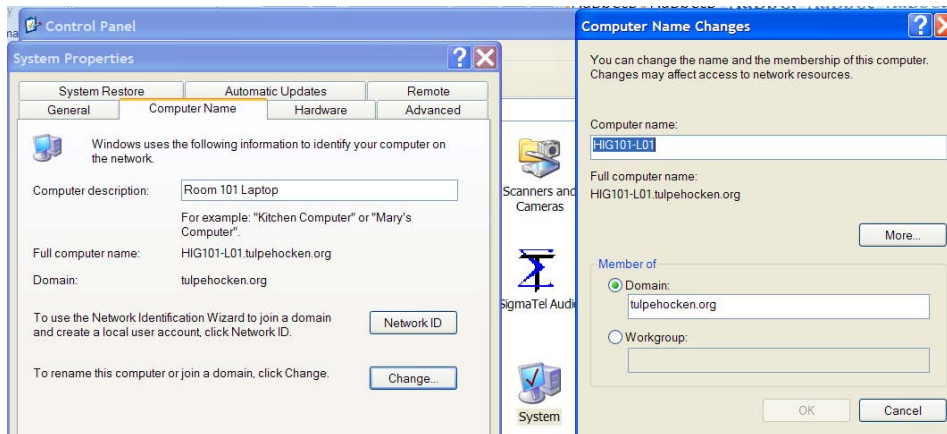 Control Panel
System Properties
System Restore
Automatic Updates
Remote
General
Computer Name
Hardware
Advanced
Windows uses the following information to identify your computer on
the network.
Computer description:
Room 101 Laptop
For example: "Kitchen Computer" or "Mary's
Computer".
Full computer name:
HIG101-L01.tulpehocken.org
Domain:
tulpehocken.org
To use the Network Identification Wizard to join a domain
and create a local user account, click Network ID.
Network ID
To rename this computer or join a domain, click Change.
Change...
Scanners and
Cameras
SigmaTel Audi
System
Computer Name Changes
You can change the name and the membership of this computer.
Changes may affect access to network resources.
Computer name:
HIG101-L01
Full computer name:
HIG101-L01.tulpehocken.org
More...
Member of
Domain:
tulpehocken.org
Workgroup:
OK
Cancel